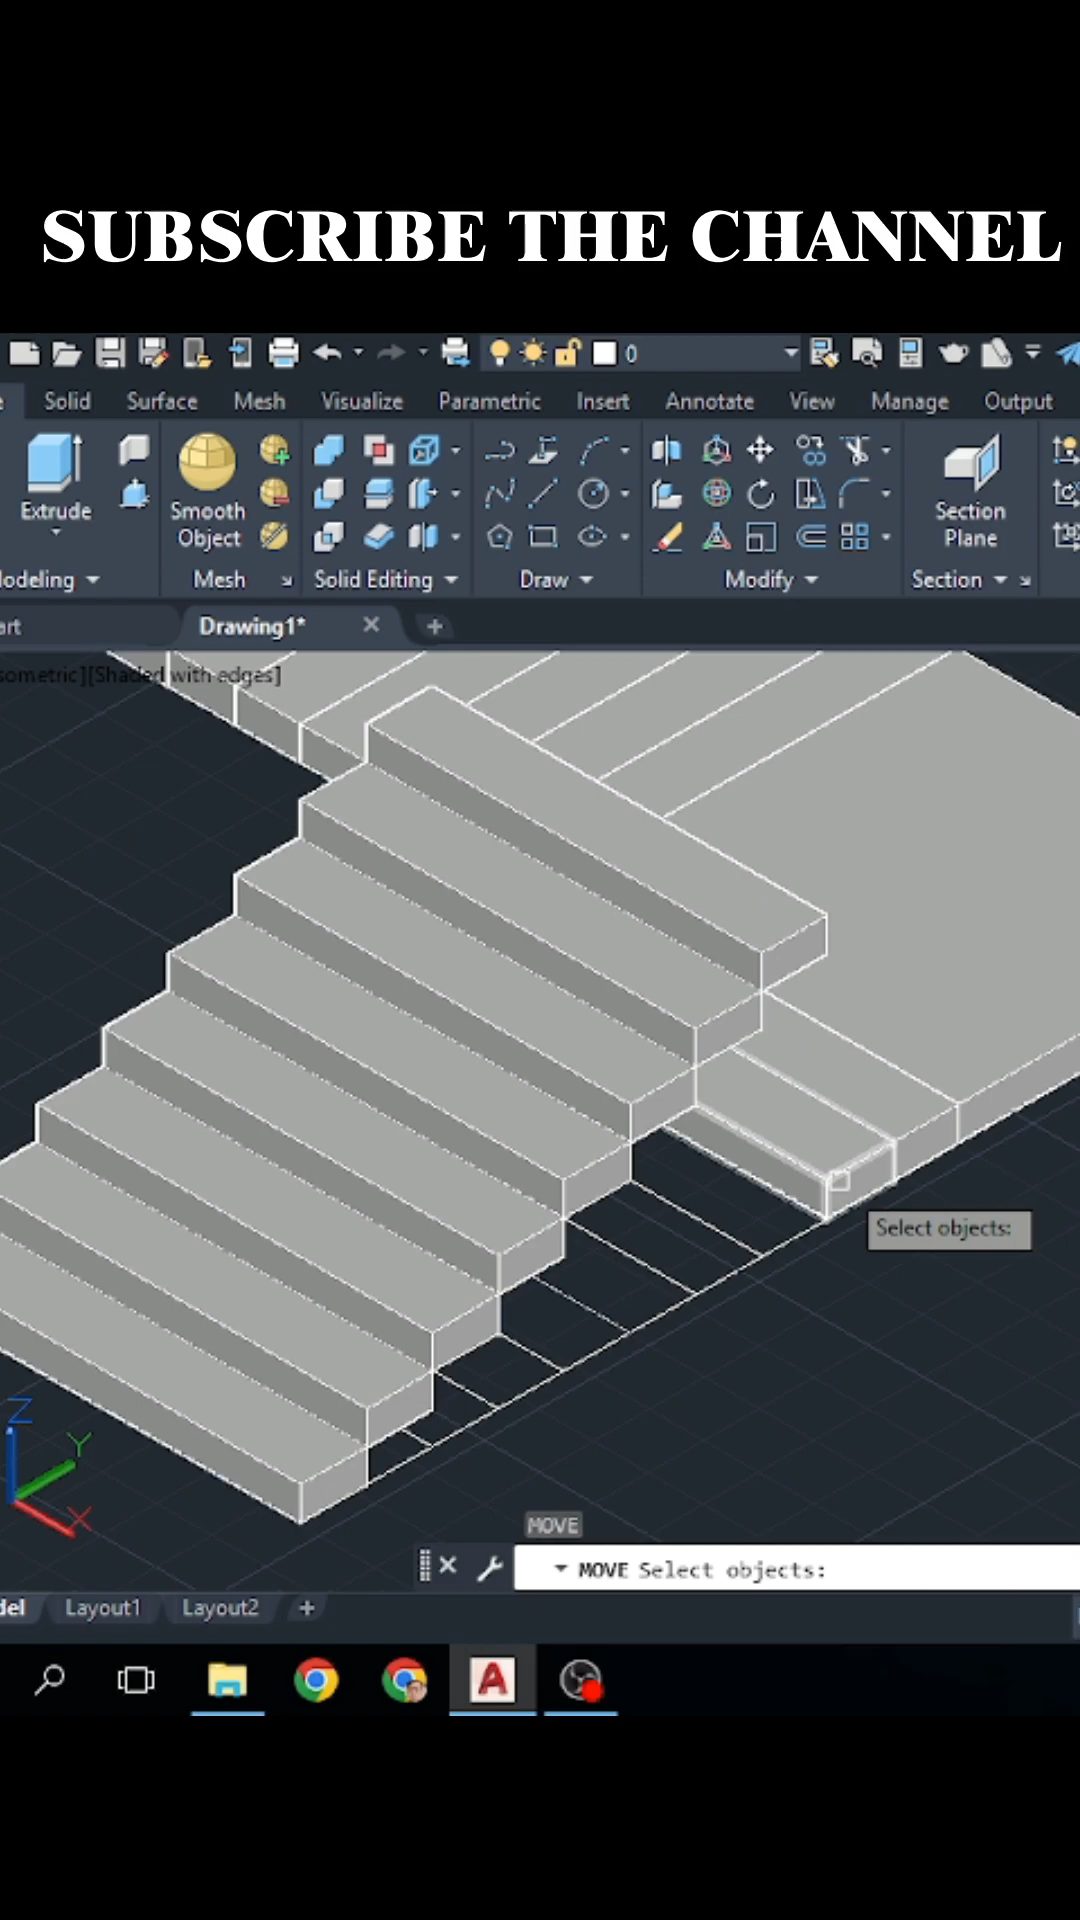 SUBSCRIBE THE CHANNEL
0
Solid Surface Mesh Visualize Parametric Insert Annotate View Manage Output
Extrude
Smooth
Object
Section
Plane
odeling Mesh Solid Editing Draw Modify Section
art Drawing1*
sometric][Shaded with edges]
Select objects:
Z
Y
X
MOVE
MOVE Select objects:
del Layout1 Layout2
A